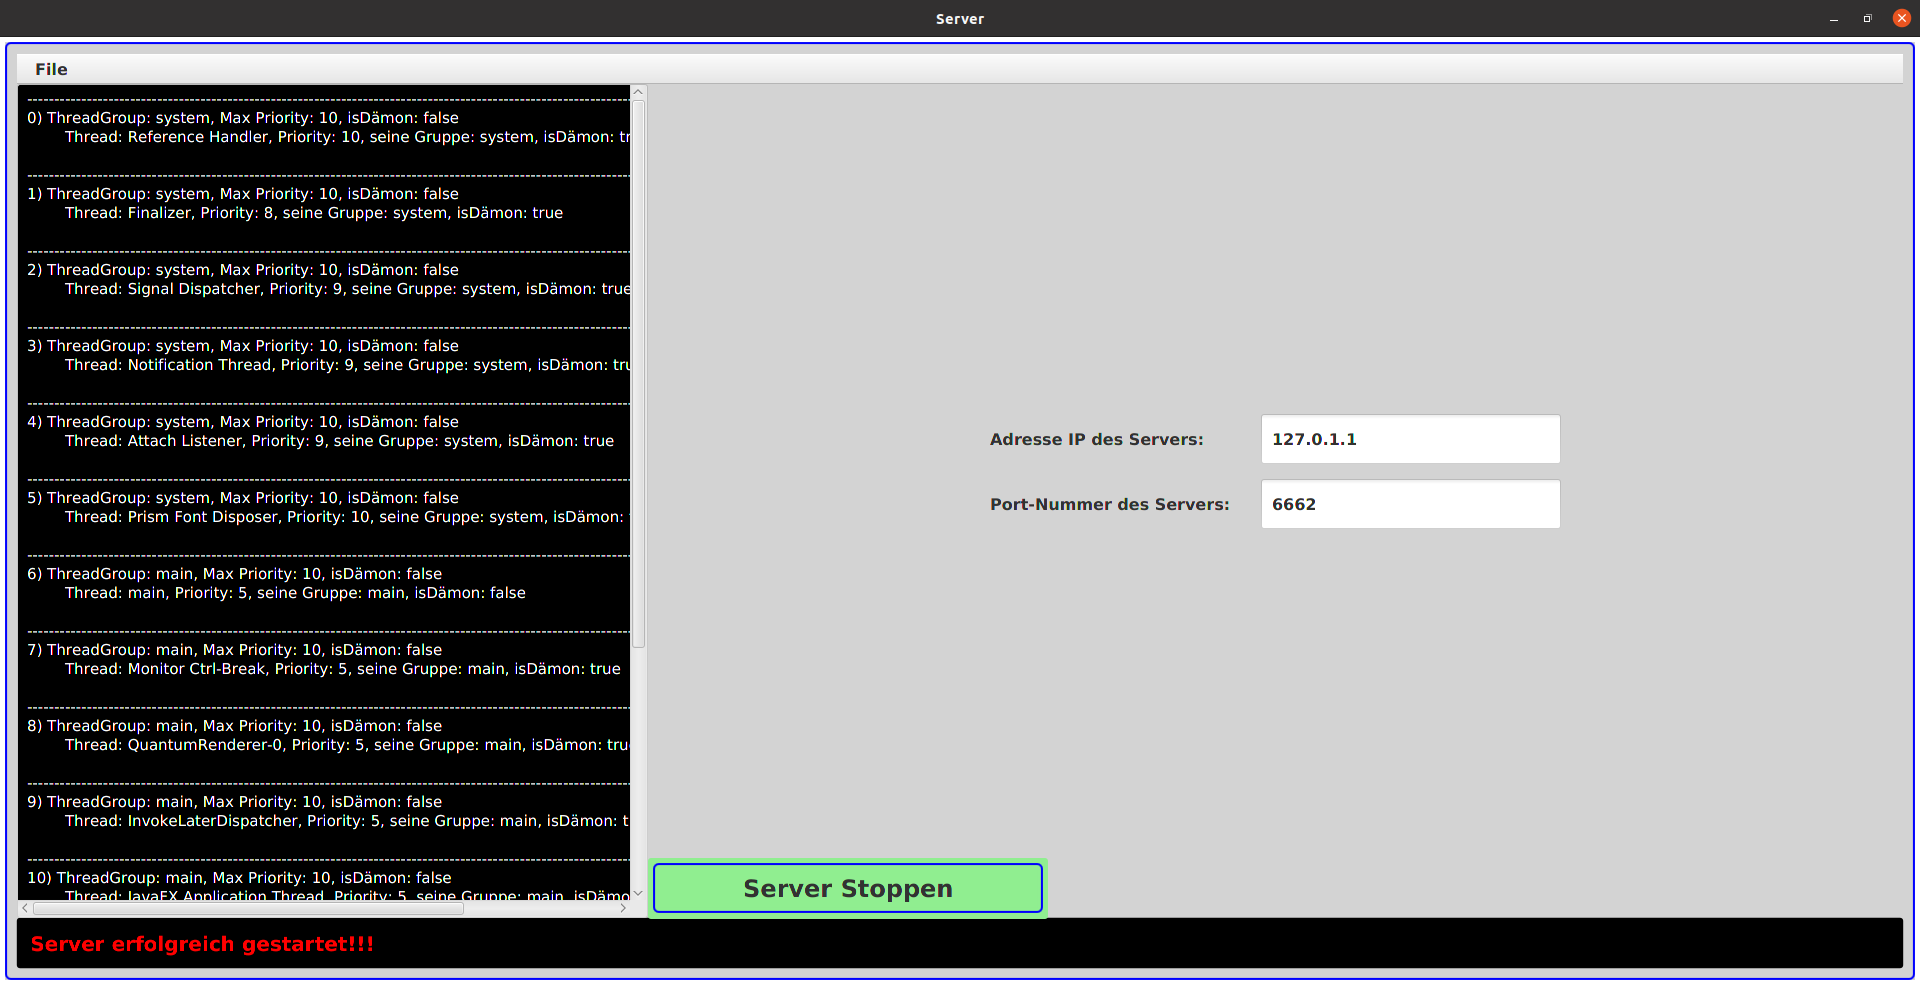 Server
File
0) ThreadGroup: system, Max Priority: 10, isDämon: false
Thread: Reference Handler, Priority: 10, seine Gruppe: system, isDämon:
1) ThreadGroup: system, Max Priority: 10, isDämon: false
Thread: Finalizer, Priority: 8, seine Gruppe: system, isDämon: true
2) ThreadGroup: system, Max Priority: 10, isDämon: false
Thread: Signal Dispatcher, Priority: 9, seine Gruppe: system, isDämon: true
3) ThreadGroup: system, Max Priority: 10, isDämon: false
Thread: Notification Thread, Priority: 9, seine Gruppe: system, isDämon:
4) ThreadGroup: system, Max Priority: 10, isDämon: false
Thread: Attach Listener, Priority: 9, seine Gruppe: system, isDämon: true
5) ThreadGroup: system, Max Priority: 10, isDämon: false
Thread: Prism Font Disposer, Priority: 10, seine Gruppe: system, isDämon:
6) ThreadGroup: main, Max Priority: 10, isDämon: false
Thread: main, Priority: 5, seine Gruppe: main, isDämon: false
7) ThreadGroup: main, Max Priority: 10, isDämon: false
Thread: Monitor Ctrl-Break, Priority: 5, seine Gruppe: main, isDämon: true
8) ThreadGroup: main, Max Priority: 10, isDämon: false
Thread: QuantumRenderer-0, Priority: 5, seine Gruppe: main, isDämon:
9) ThreadGroup: main, Max Priority: 10, isDämon: false
Thread: InvokeLaterDispatcher, Priority: 5, seine Gruppe: main, isDämon:
10) ThreadGroup: main, Max Priority: 10, isDämon: false
Thread: JavaFX Application Thread, Priority: 5, seine Gruppe: main,
Adresse IP des Servers:
127.0.1.1
Port-Nummer des Servers:
6662
Server Stoppen
Server erfolgreich gestartet!!!